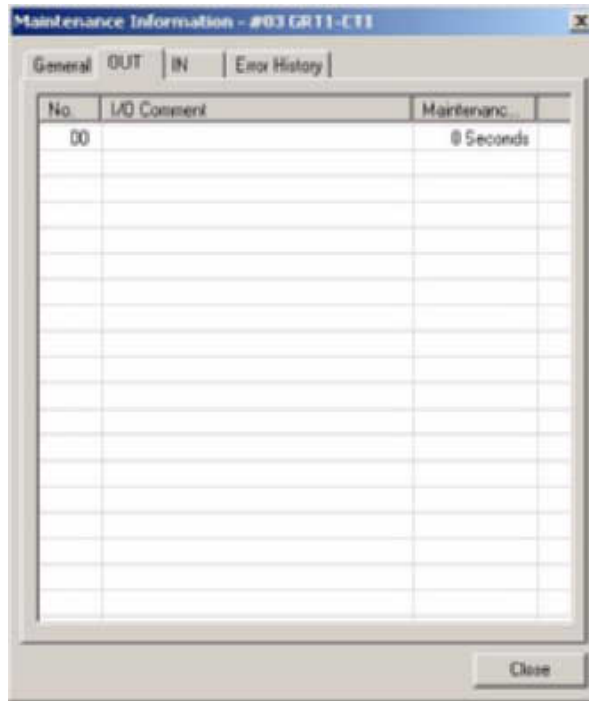 Maintenance Information - #03 GRT1-CT1
General OUT IN Error History
No. I/O Comment Maintenanc...
00 0 Seconds
Close